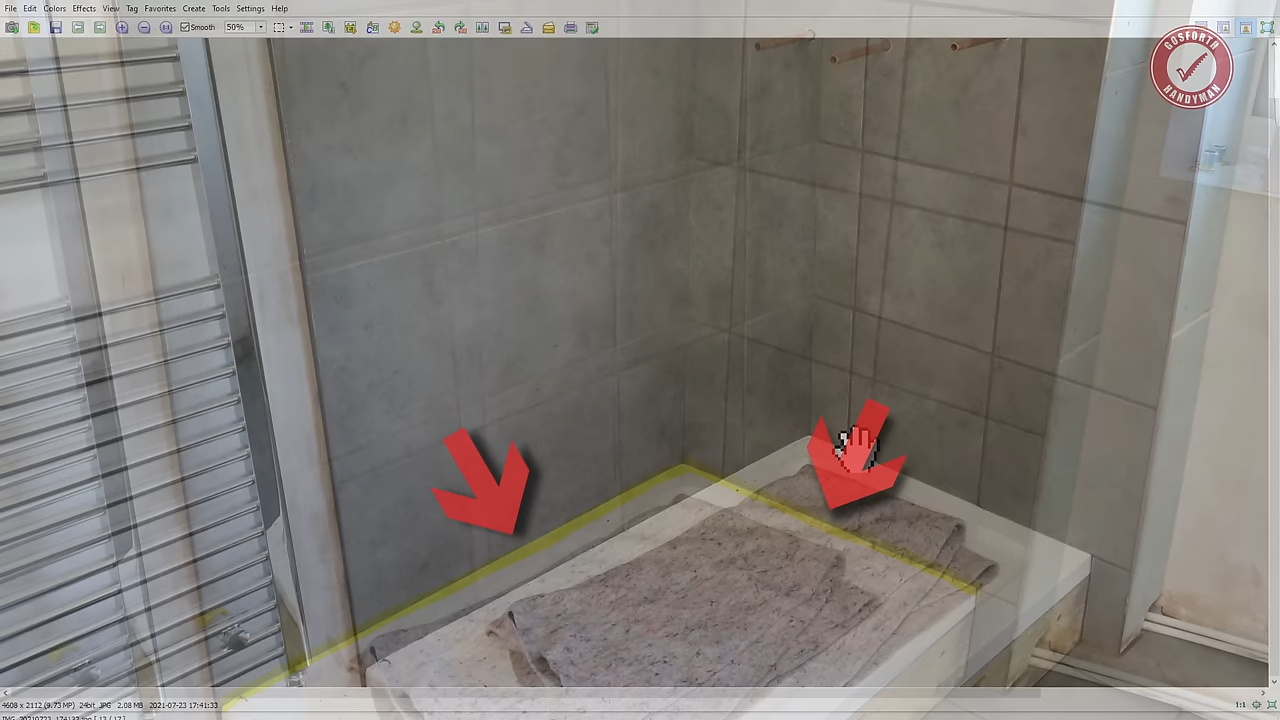 File Edit Colors Effects View Tag Favorites Create Tools Settings Help
Smooth 50%
GOSFORTH
HANDYMAN
4608 x 2112 (9.73 MP) 24bit JPG 2.08 MB 2021-07-23 17:41:33
1:1